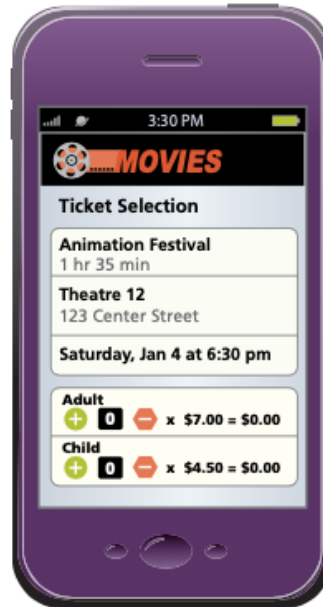 3:30 PM
MOVIES
Ticket Selection
Animation Festival
1 hr 35 min
Theatre 12
123 Center Street
Saturday, Jan 4 at 6:30 pm
Adult
+ 0 − x $7.00 = $0.00
Child
+ 0 − x $4.50 = $0.00